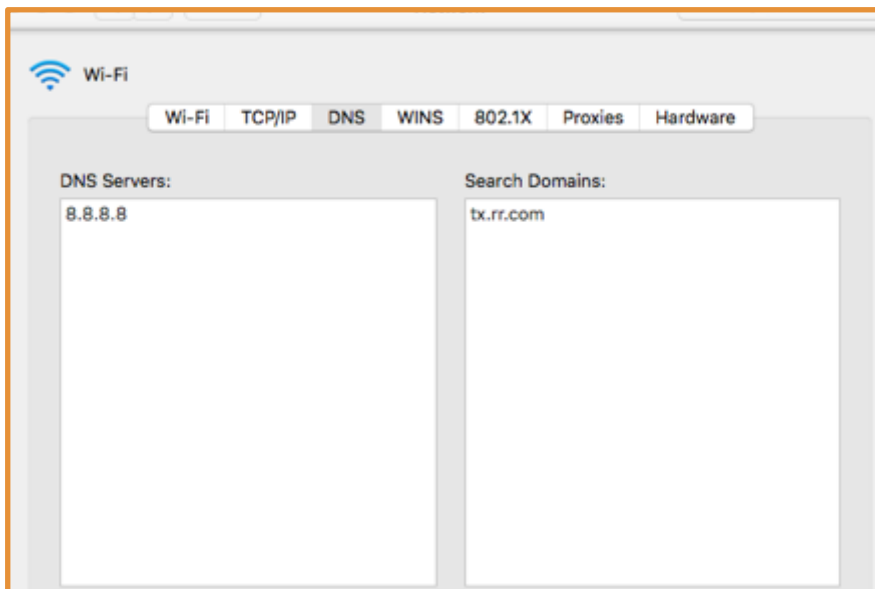 Wi-Fi
Wi-Fi TCP/IP DNS WINS 802.1X Proxies Hardware
DNS Servers:
Search Domains:
8.8.8.8
tx.rr.com